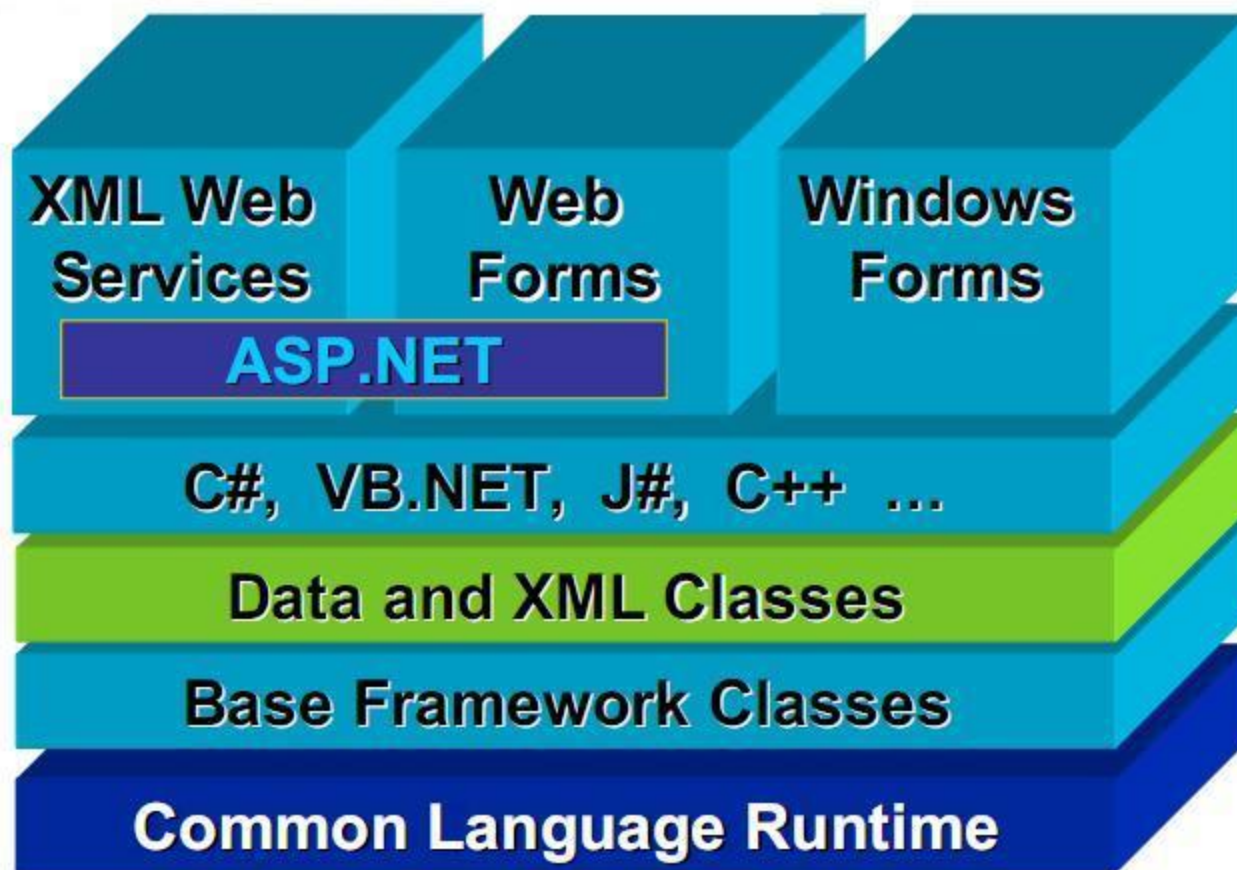 XML Web
Services
Web
Forms
Windows
Forms
ASP.NET
C#, VB.NET, J#, C++ ...
Data and XML Classes
Base Framework Classes
Common Language Runtime